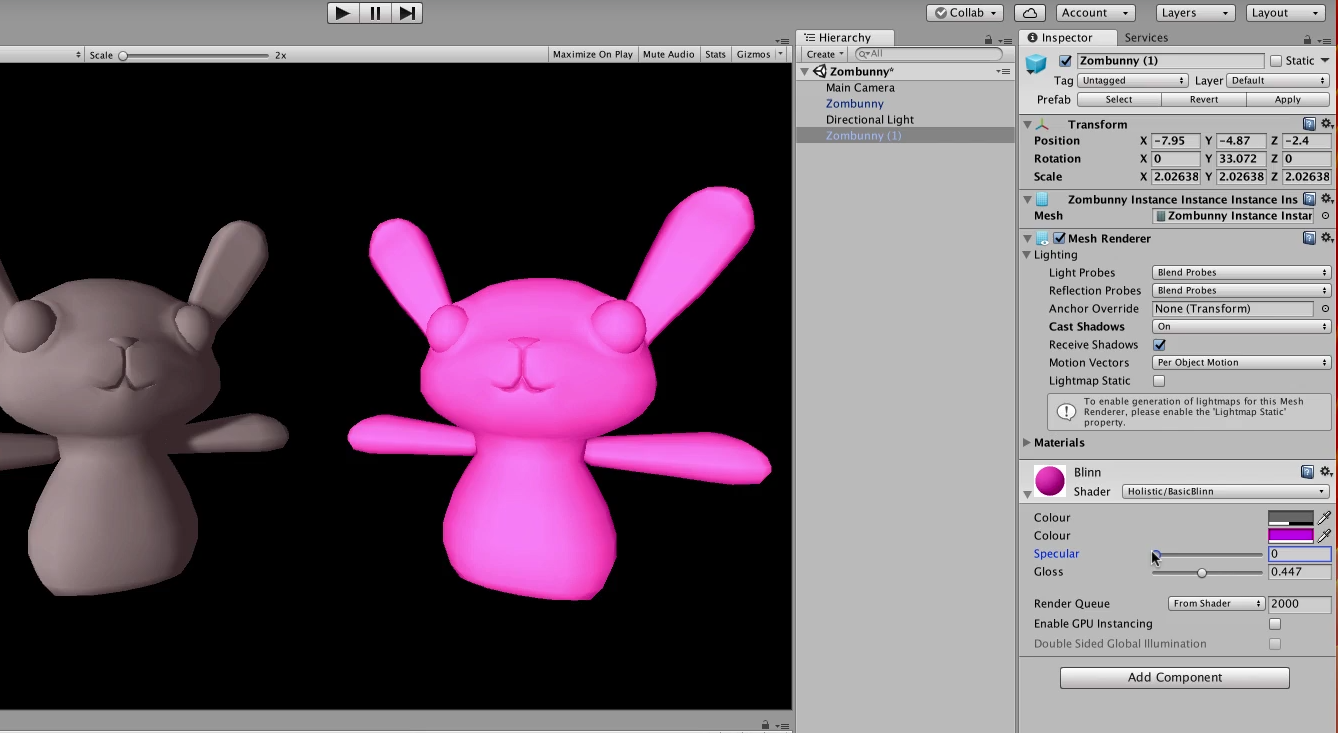 Collab Account Layers Layout
Scale 2x Maximize On Play Mute Audio Stats Gizmos
Hierarchy
Create All
Zombunny*
Main Camera
Zombunny
Directional Light
Zombunny (1)
Inspector Services
Zombunny (1) Static
Tag Untagged Layer Default
Prefab Select Revert Apply
Transform
Position X -7.95 Y -4.87 Z -2.4
Rotation X 0 Y 33.072 Z 0
Scale X 2.02638 Y 2.02638 Z 2.02638
Zombunny Instance Instance Instance Ins
Mesh Zombunny Instance Instar
Mesh Renderer
Lighting
Light Probes Blend Probes
Reflection Probes Blend Probes
Anchor Override None (Transform)
Cast Shadows On
Receive Shadows
Motion Vectors Per Object Motion
Lightmap Static
To enable generation of lightmaps for this Mesh
Renderer, please enable the 'Lightmap Static'
property.
Materials
Blinn
Shader Holistic/BasicBlinn
Colour
Colour
Specular 0
Gloss 0.447
Render Queue From Shader 2000
Enable GPU Instancing
Double Sided Global Illumination
Add Component